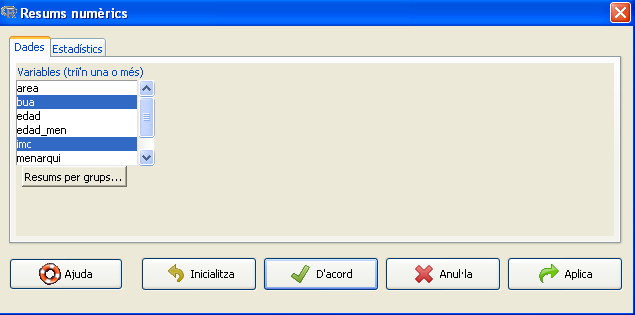 Resums numèrics
Dades Estadístics
Variables (trii'n una o més)
area
bua
edad
edad_men
imc
menarqui
Resums per grups...
Ajuda Inicialitza D'acord Anul·la Aplica